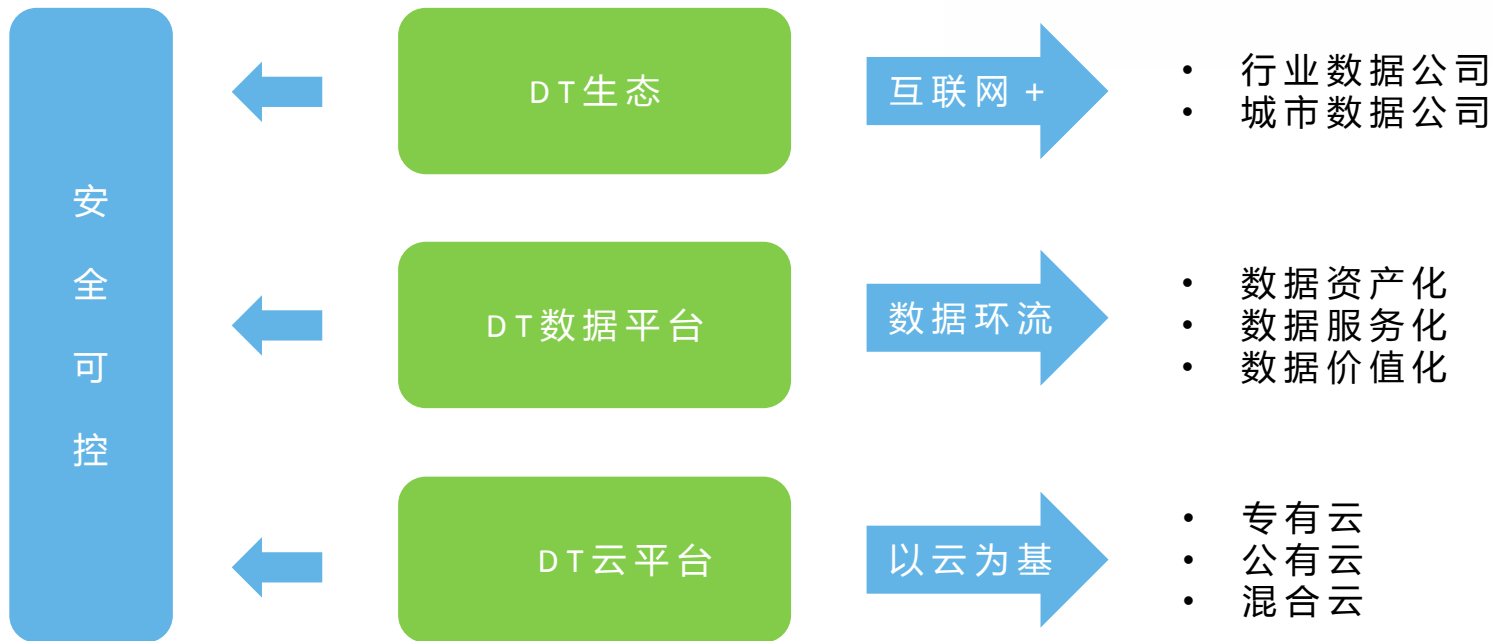 安
全
可
控
DT生态
互联网+
• 行业数据公司
• 城市数据公司
DT数据平台
数据环流
• 数据资产化
• 数据服务化
• 数据价值化
DT云平台
以云为基
• 专有云
• 公有云
• 混合云